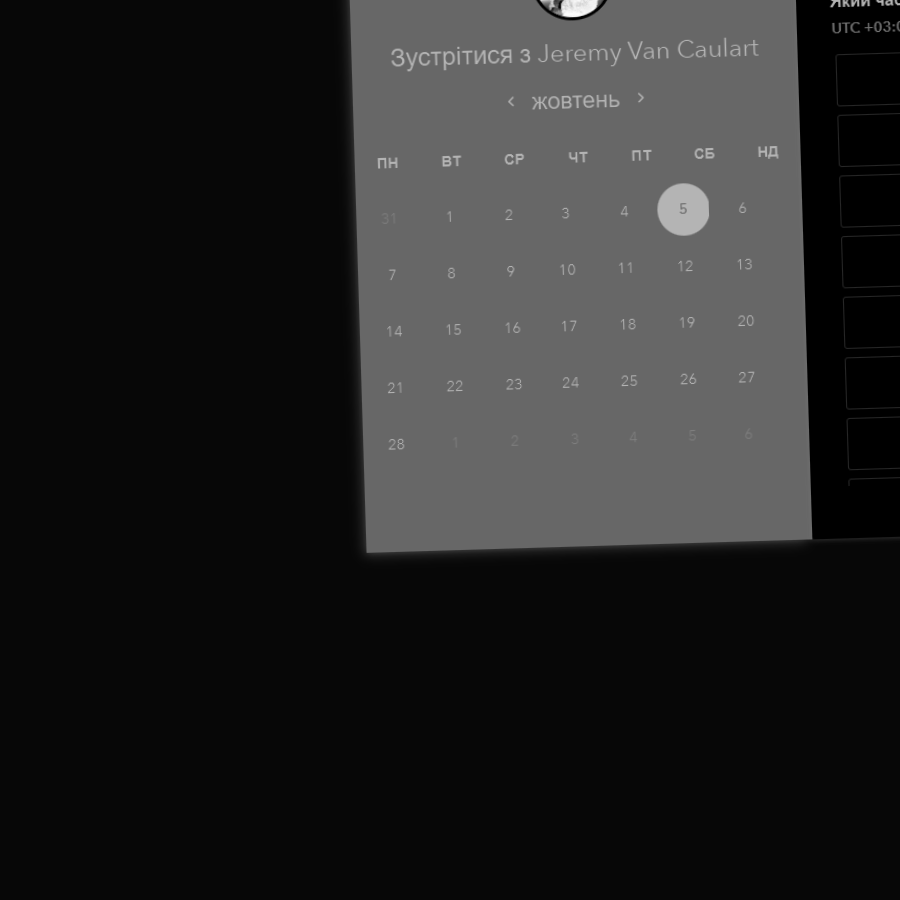 Який час
UTC +03:0
Зустрітися з Jeremy Van Caulart
жовтень
ПН ВТ СР ЧТ ПТ СБ НД
31 1 2 3 4 5 6
7 8 9 10 11 12 13
14 15 16 17 18 19 20
21 22 23 24 25 26 27
28 1 2 3 4 5 6